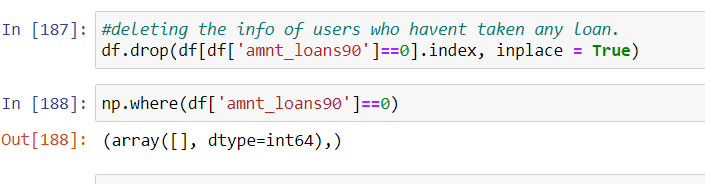 In [187]: #deleting the info of users who havent taken any loan.
df.drop(df[df['amnt_loans90']==0].index, inplace = True)
In [188]: np.where(df['amnt_loans90']==0)
Out[188]: (array([], dtype=int64),)